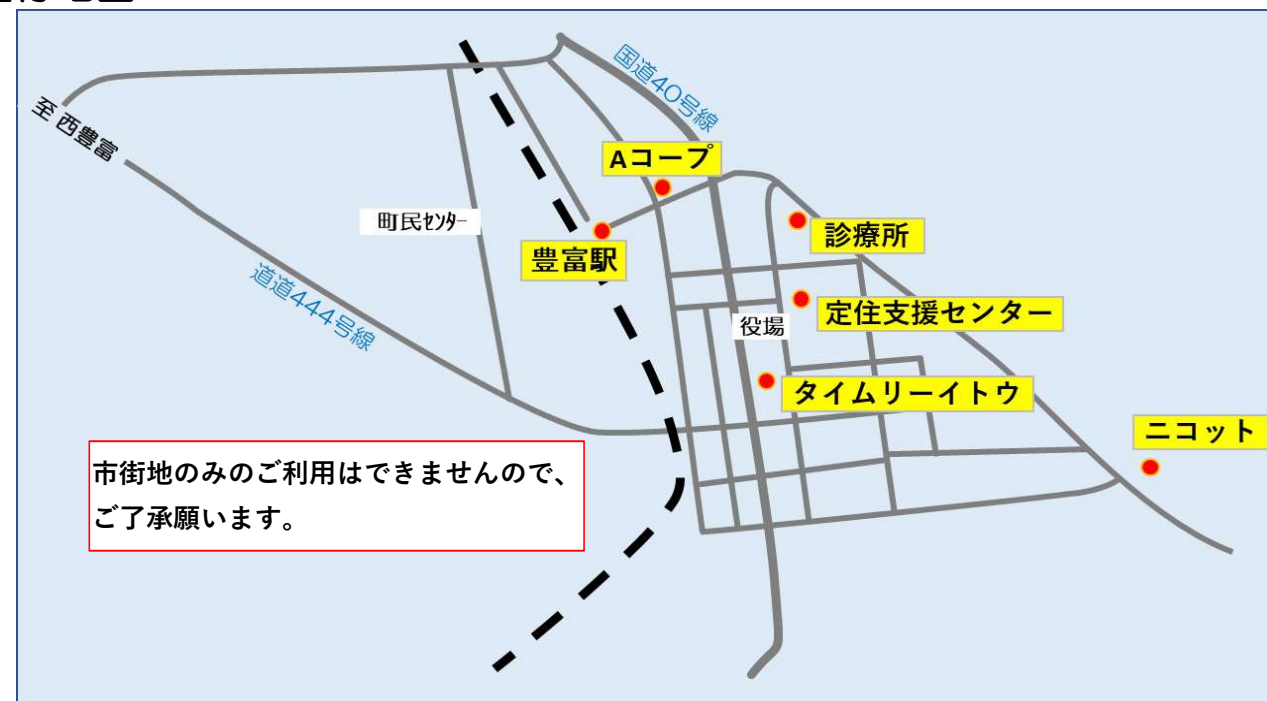 国道40号線
至 西豊富
Aコープ
町民ｾﾝﾀｰ
診療所
豊富駅
道道444号線
定住支援センター
役場
タイムリーイトウ
ニコット
市街地のみのご利用はできませんので、
ご了承願います。